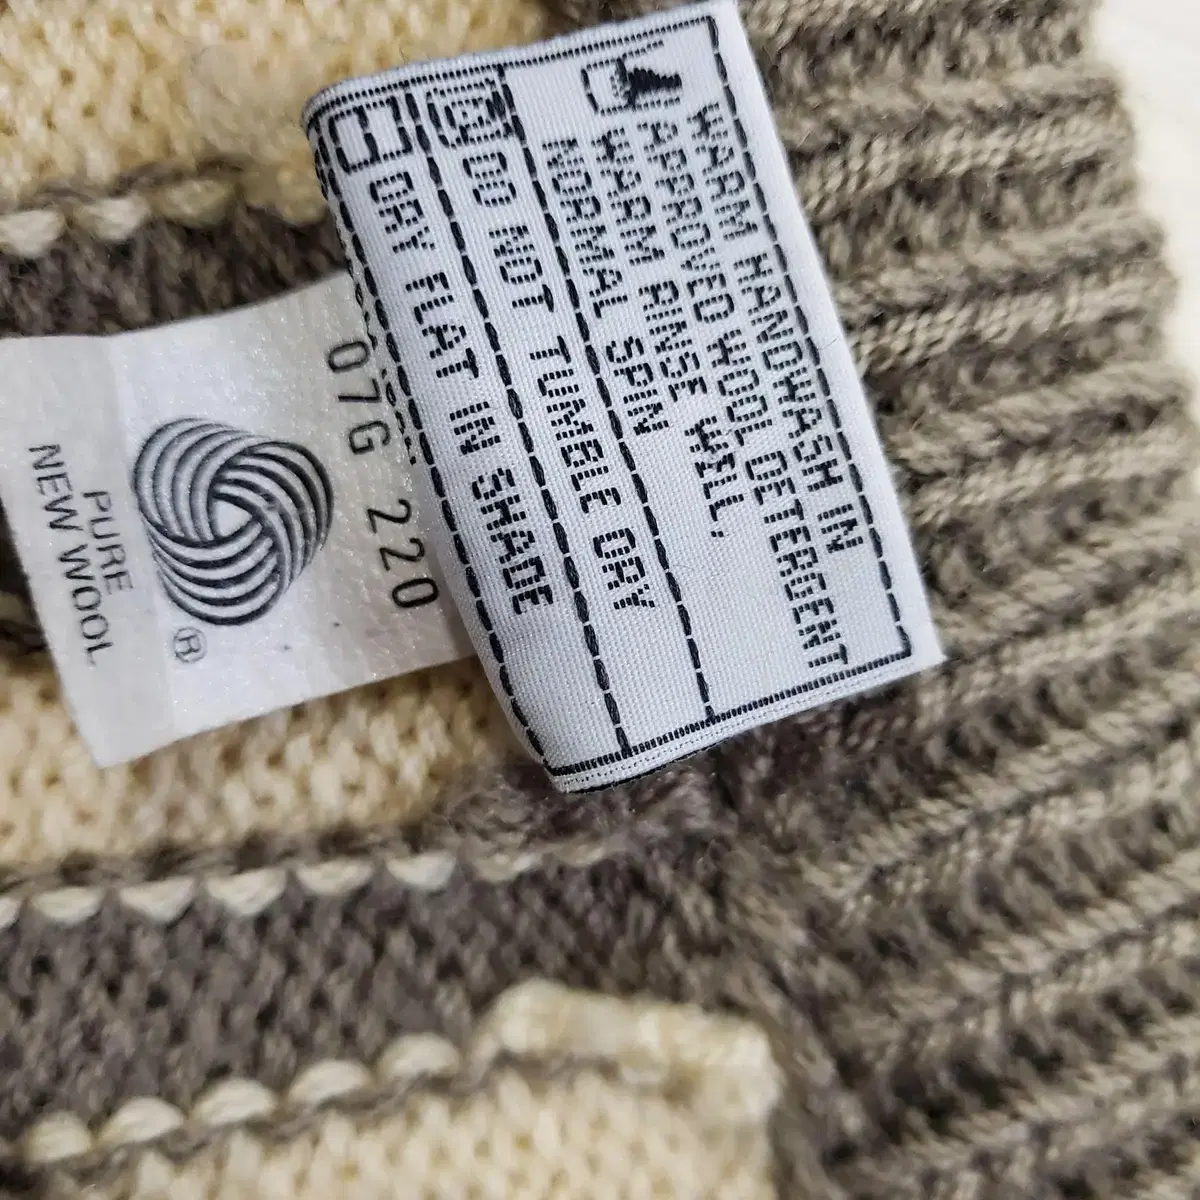 WARM HANDWASH IN
APPROVED WOOL DETERGENT
WARM RINSE WELL,
NORMAL SPIN
DO NOT TUMBLE DRY
DRY FLAT IN SHADE
07G 220
®
PURE
NEW WOOL